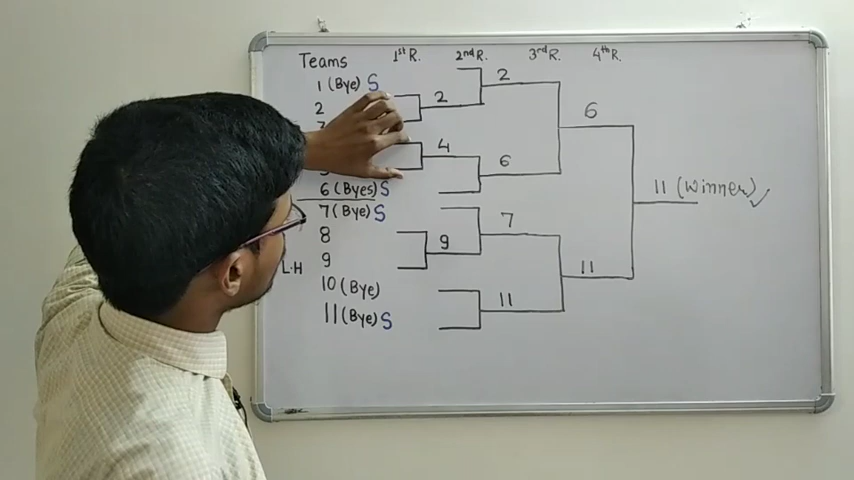 Teams 1st R. 2nd R. 3rd R. 4th R.
1 (Bye) S
2
6 (Byes) S
7 (Bye) S
8
L.H 9
10 (Bye)
11 (Bye) S
2
4
9
2
6
7
11
6
11
11 (Winner) ✓